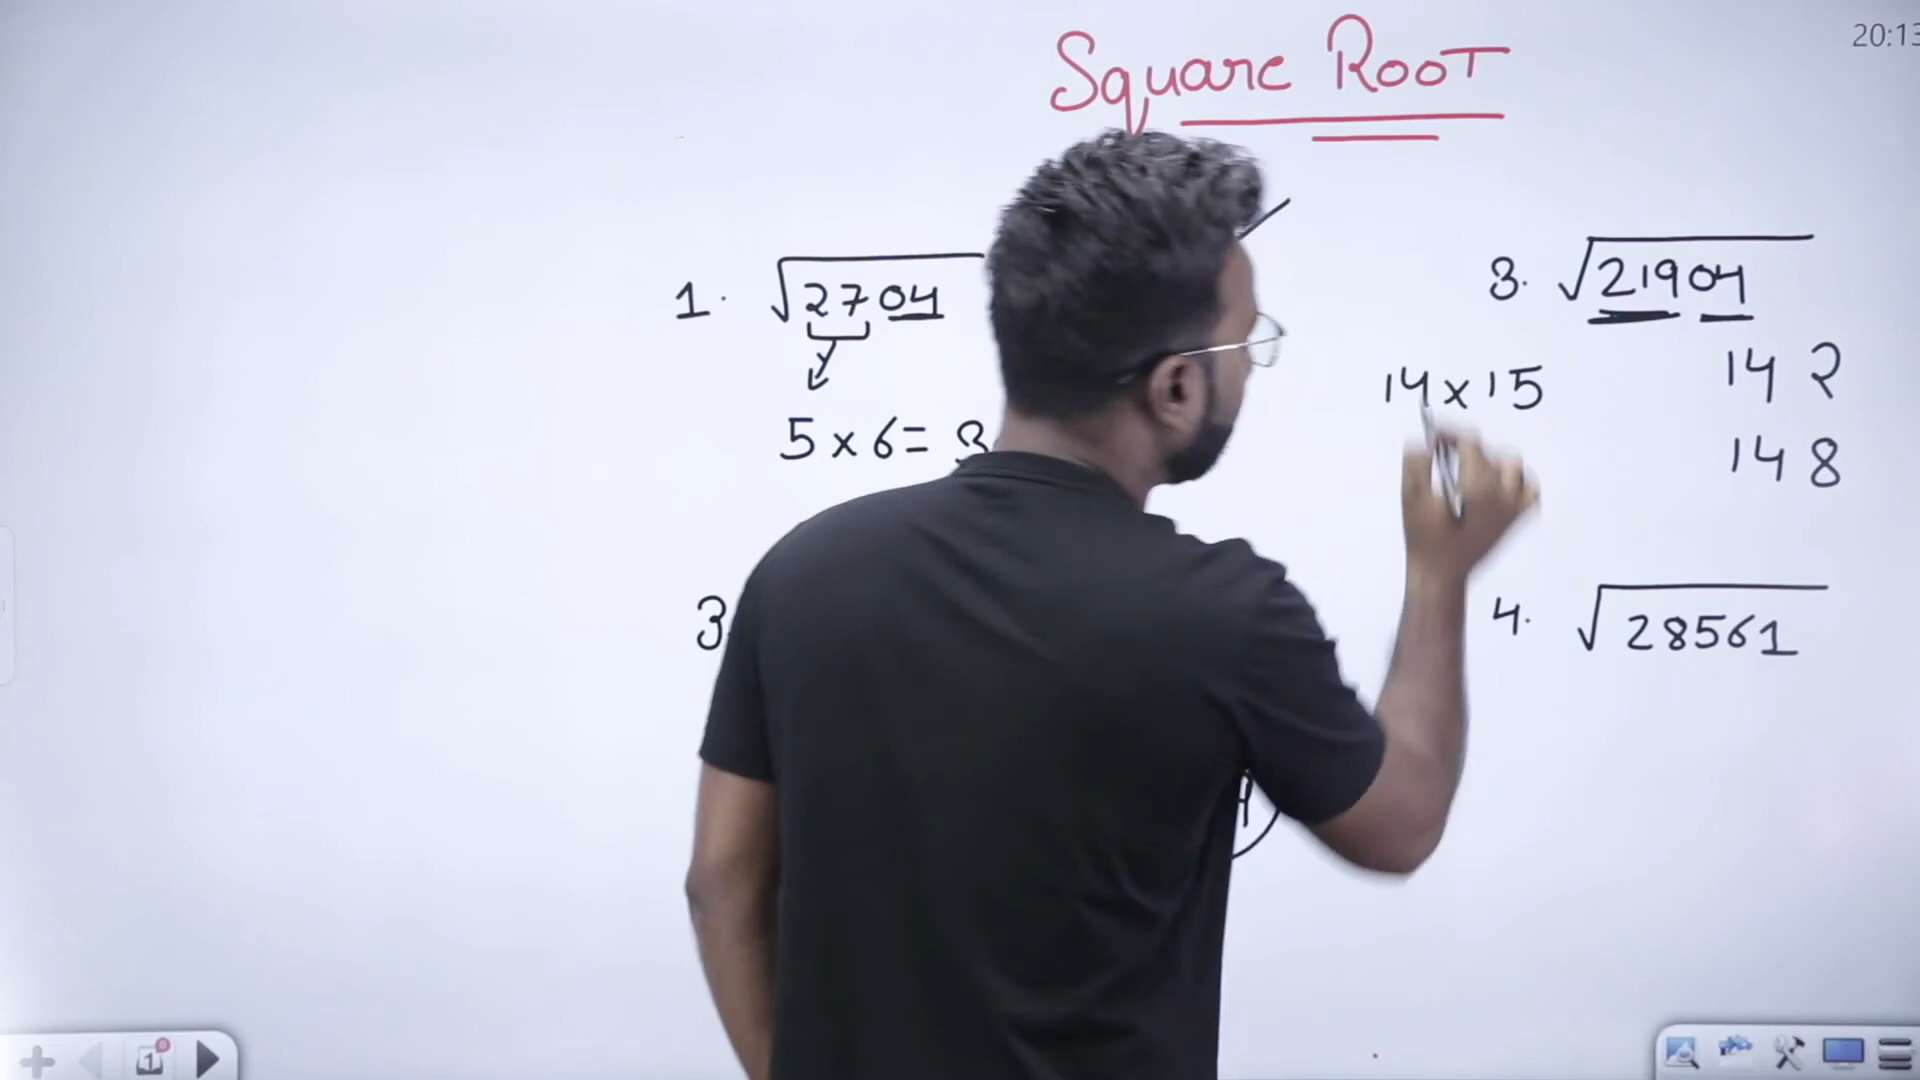 20:13
Square Root
1. √2704
5 x 6 = 3
3.
3. √21904
14 2
14 x 15
14 8
4. √28561
1